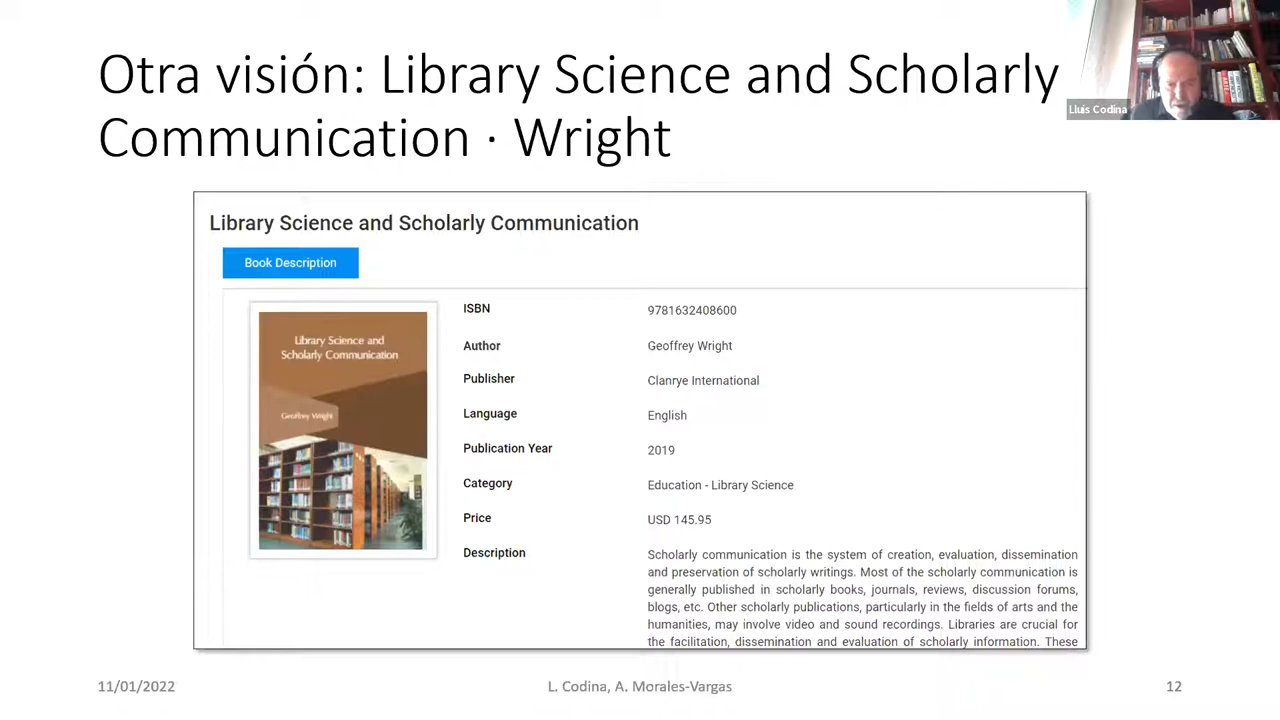 Otra visión: Library Science and Scholarly
Communication · Wright
Lluís Codina
Library Science and Scholarly Communication
Book Description
Library Science and
Scholarly Communication
Geoffrey Wright
ISBN 9781632408600
Author Geoffrey Wright
Publisher Clanrye International
Language English
Publication Year 2019
Category Education - Library Science
Price USD 145.95
Description Scholarly communication is the system of creation, evaluation, dissemination
and preservation of scholarly writings. Most of the scholarly communication is
generally published in scholarly books, journals, reviews, discussion forums,
blogs, etc. Other scholarly publications, particularly in the fields of arts and the
humanities, may involve video and sound recordings. Libraries are crucial for
the facilitation, dissemination and evaluation of scholarly information. These
11/01/2022 L. Codina, A. Morales-Vargas 12